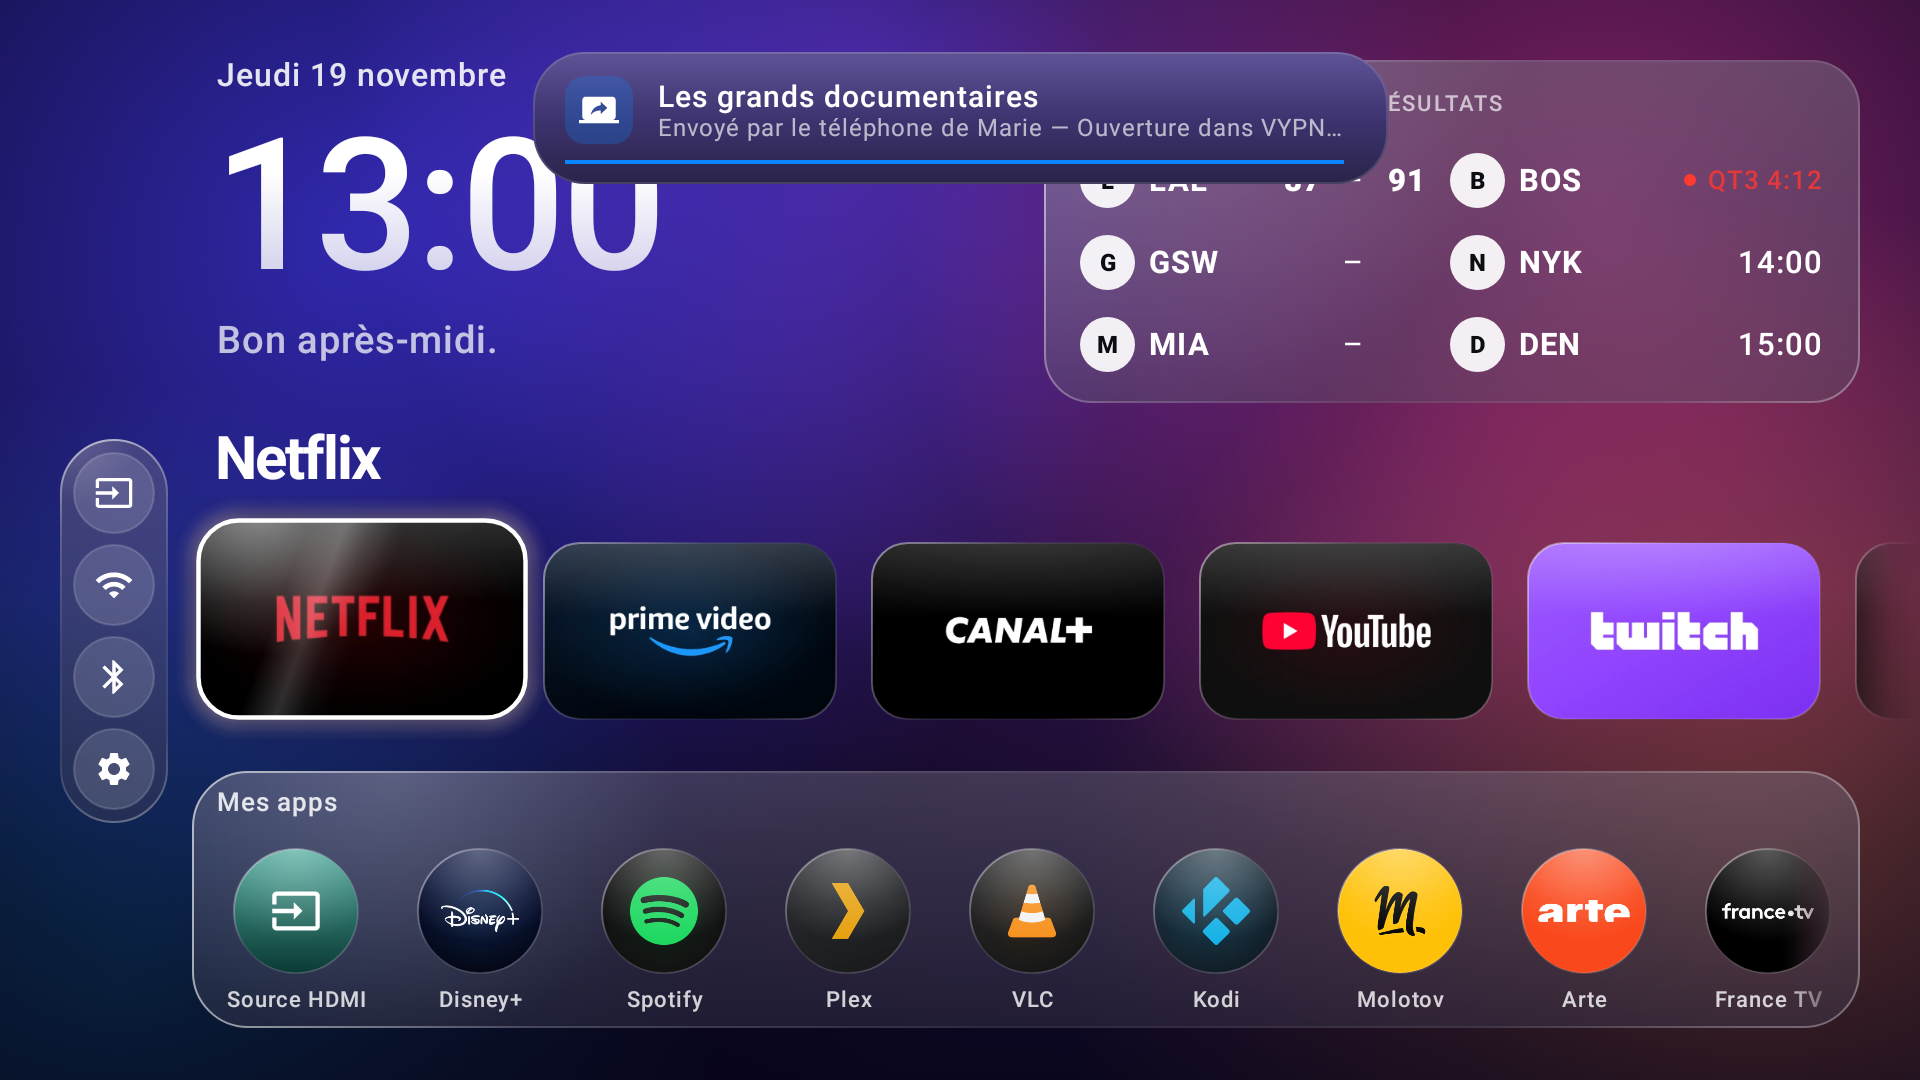 Jeudi 19 novembre
13:00
Bon après-midi.
Les grands documentaires
Envoyé par le téléphone de Marie — Ouverture dans VYPN…
91 B BOS QT3 4:12
G GSW – N NYK 14:00
M MIA – D DEN 15:00
Netflix
NETFLIX
prime video
CANAL+
YouTube
twitch
Mes apps
Disney+
m.
arte
france•tv
Source HDMI
Disney+
Spotify
Plex
VLC
Kodi
Molotov
Arte
France TV